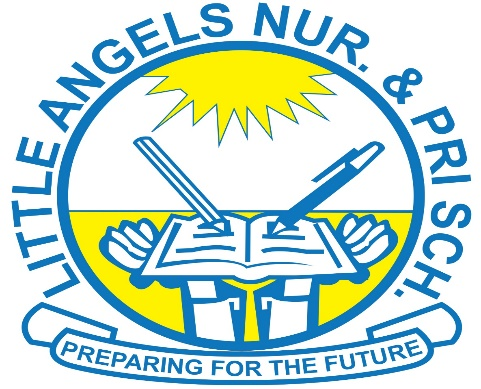 LITTLE ANGELS NUR. & PRI SCH.
PREPARING FOR THE FUTURE